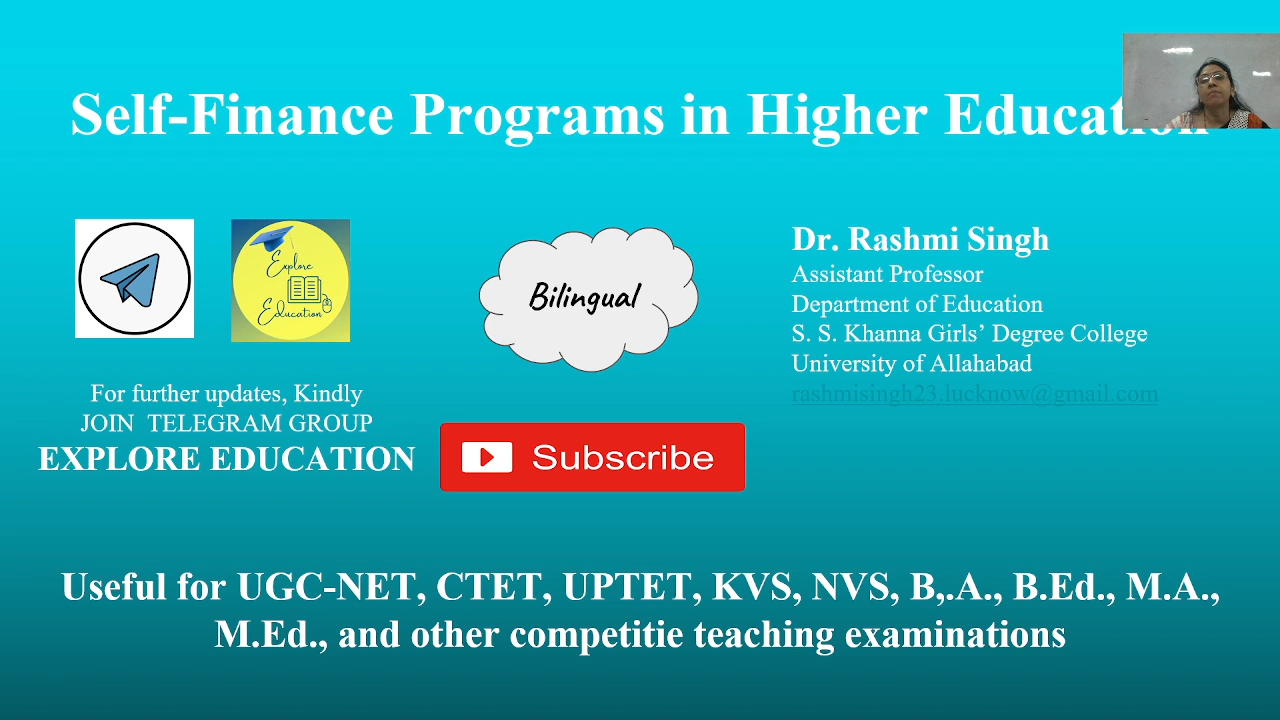 Self-Finance Programs in Higher Education
Explore
Education
Bilingual
Dr. Rashmi Singh
Assistant Professor
Department of Education
S. S. Khanna Girls’ Degree College
University of Allahabad
rashmisingh23.lucknow@gmail.com
For further updates, Kindly
JOIN TELEGRAM GROUP
EXPLORE EDUCATION
Subscribe
Useful for UGC-NET, CTET, UPTET, KVS, NVS, B,.A., B.Ed., M.A.,
M.Ed., and other competitie teaching examinations